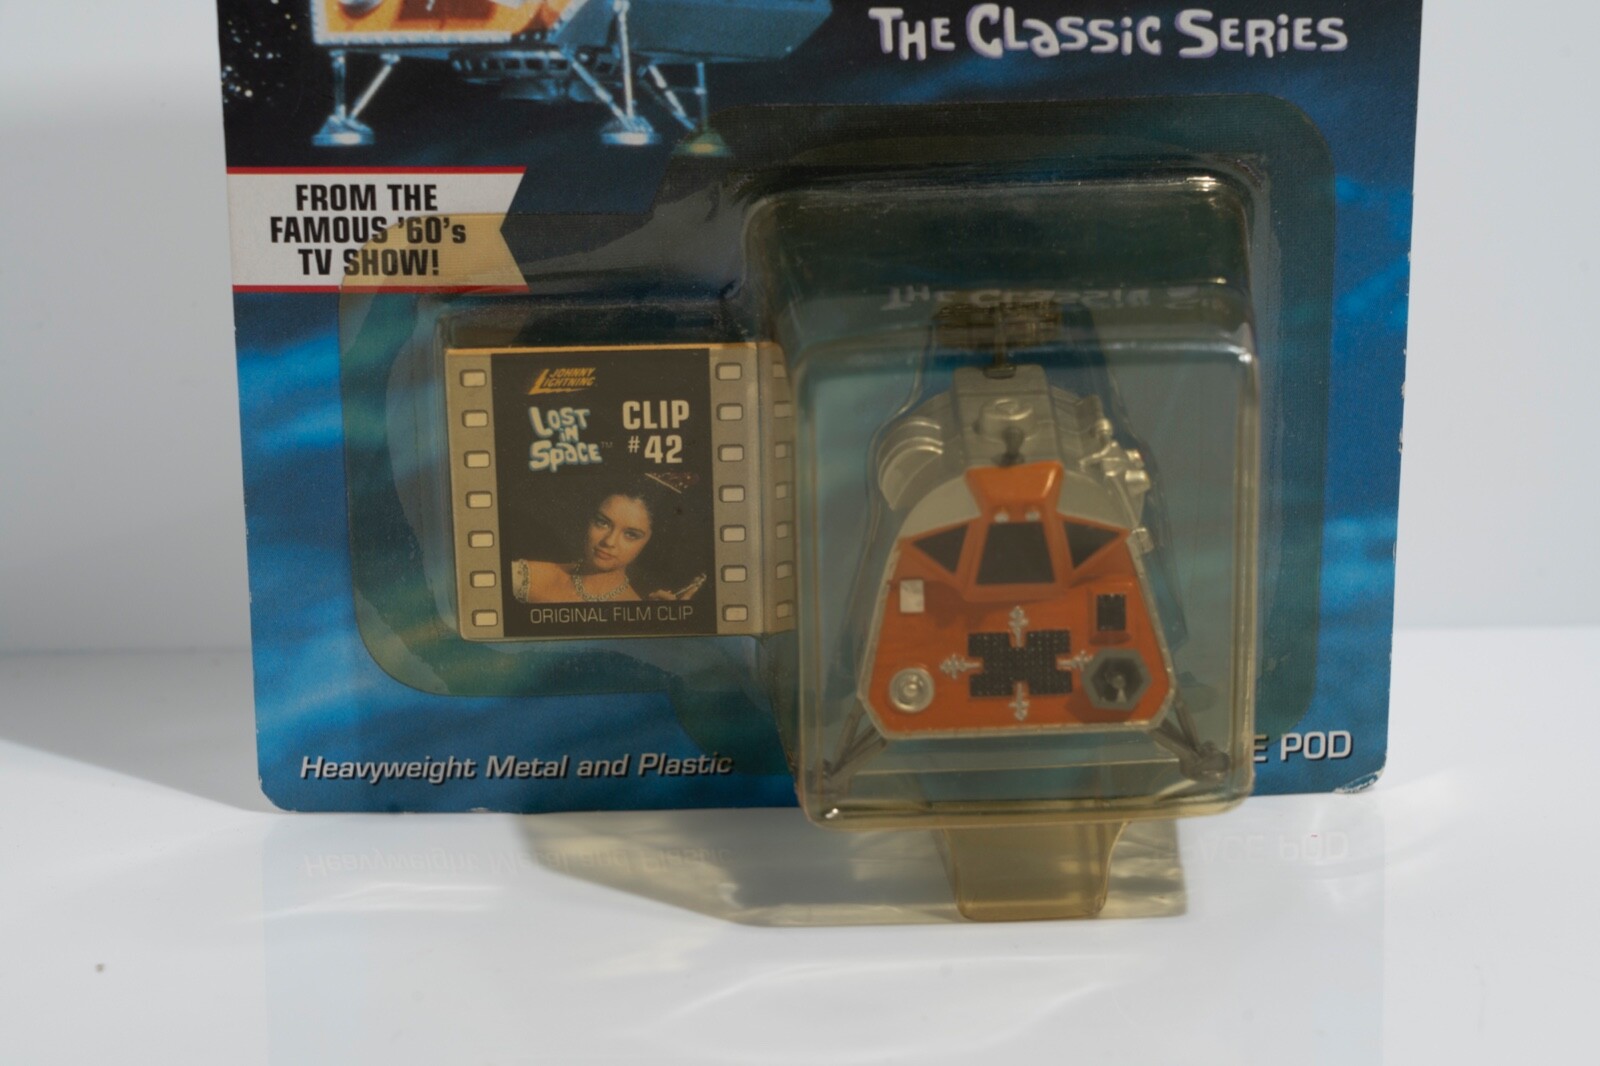 THE CLASSIC SERIES
FROM THE
FAMOUS '60's
TV SHOW!
JOHNNY
LIGHTNING
LOST
IN
SPACE™
CLIP
#42
ORIGINAL FILM CLIP
Heavyweight Metal and Plastic
E POD